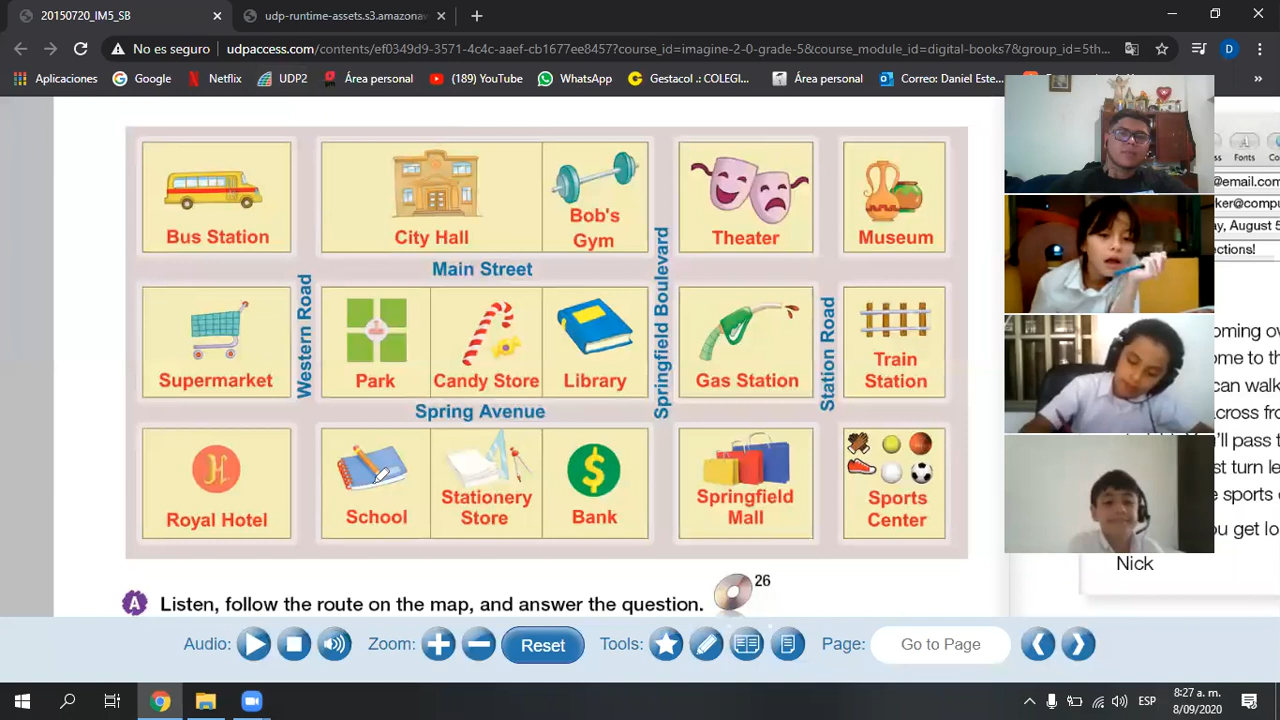 20150720_IM5_SB
udp-runtime-assets.s3.amazonaw
No es seguro
udpaccess.com/contents/ef0349d9-3571-4c4c-aaef-cb1677ee8457?course_id=imagine-2-0-grade-5&course_module_id=digital-books7&group_id=5th...
D
Aplicaciones
Google
Netflix
UDP2
Área personal
(189) YouTube
WhatsApp
Gestacol .: COLEGI...
Área personal
Correo: Daniel Este...
»
Bus Station
City Hall
Bob's
Gym
Theater
Museum
Main Street
Western Road
Springfield Boulevard
Station Road
Supermarket
Park
Candy Store
Library
Gas Station
Train
Station
Spring Avenue
Royal Hotel
School
Stationery
Store
Bank
Springfield
Mall
Sports
Center
Fonts
@email.com
ker@compu
ay, August 5
ections!
coming ov
ome to th
can walk
across fro
'll pass t
st turn le
e sports c
ou get lo
Nick
A Listen, follow the route on the map, and answer the question. 26
Audio:
Zoom:
Reset
Tools:
Page:
Go to Page
ESP
8:27 a. m.
8/09/2020